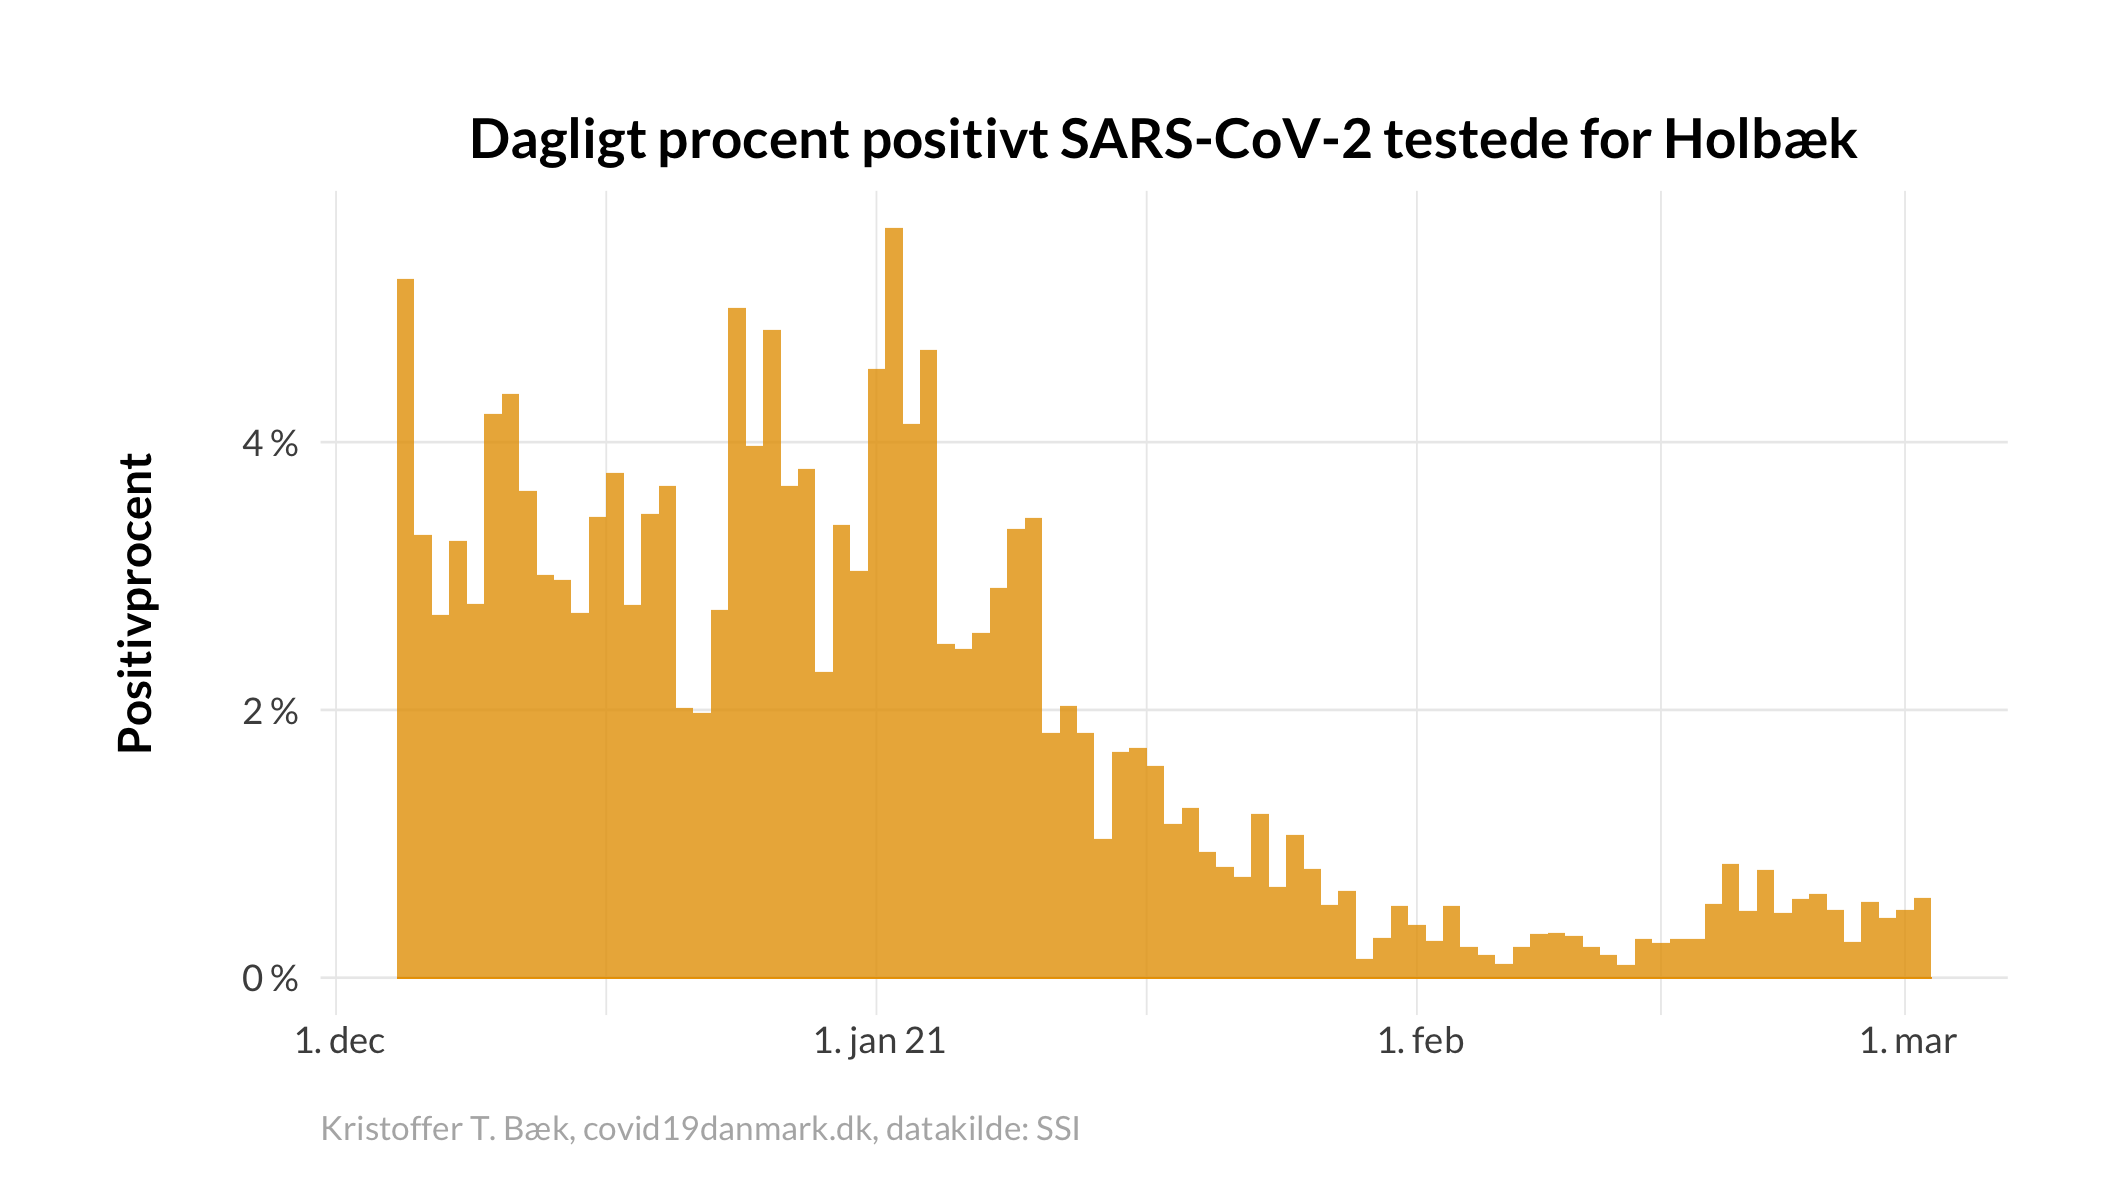 Dagligt procent positivt SARS-CoV-2 testede for Holbæk
Positivprocent
4 %
2 %
0 %
1. dec
1. jan 21
1. feb
1. mar
Kristoffer T. Bæk, covid19danmark.dk, datakilde: SSI